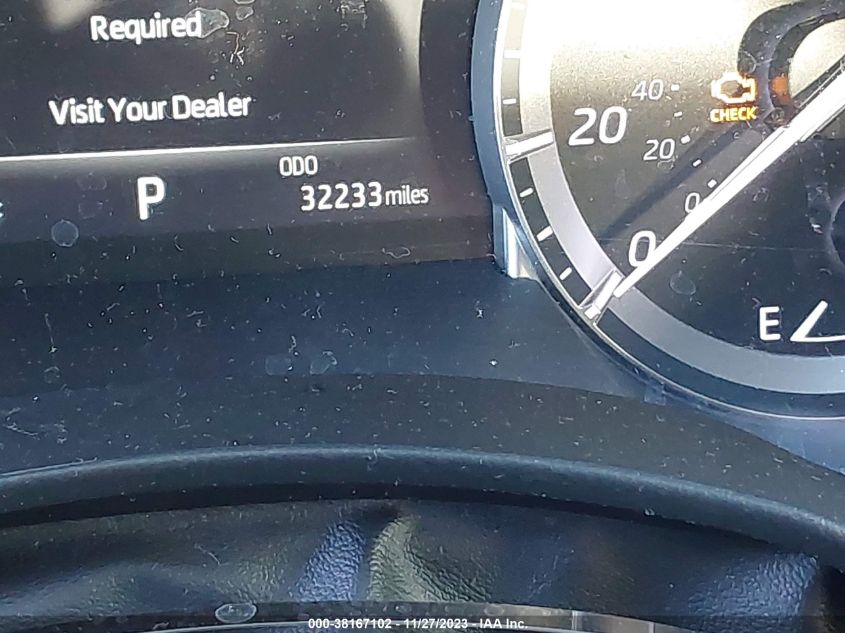 Required
Visit Your Dealer
P
ODO
32233 miles
40
CHECK
20
20
0
0
E
000-38167102 - 11/27/2023 - IAA Inc.